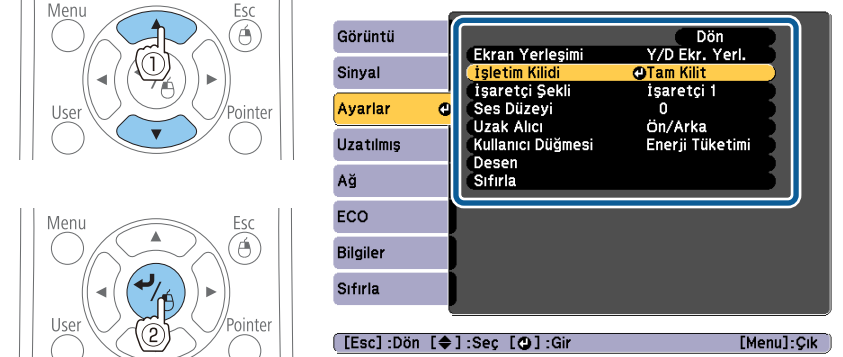 Menu
Esc
1
User
Pointer
Menu
Esc
2
User
Pointer
Görüntü
Sinyal
Ayarlar
Uzatılmış
Ağ
ECO
Bilgiler
Sıfırla
Dön
Ekran Yerleşimi Y/D Ekr. Yerl.
İşletim Kilidi Tam Kilit
İşaretçi Şekli İşaretçi 1
Ses Düzeyi 0
Uzak Alıcı Ön/Arka
Kullanıcı Düğmesi Enerji Tüketimi
Desen
Sıfırla
[Esc] :Dön [◆] :Seç [↵] :Gir [Menu]:Çık